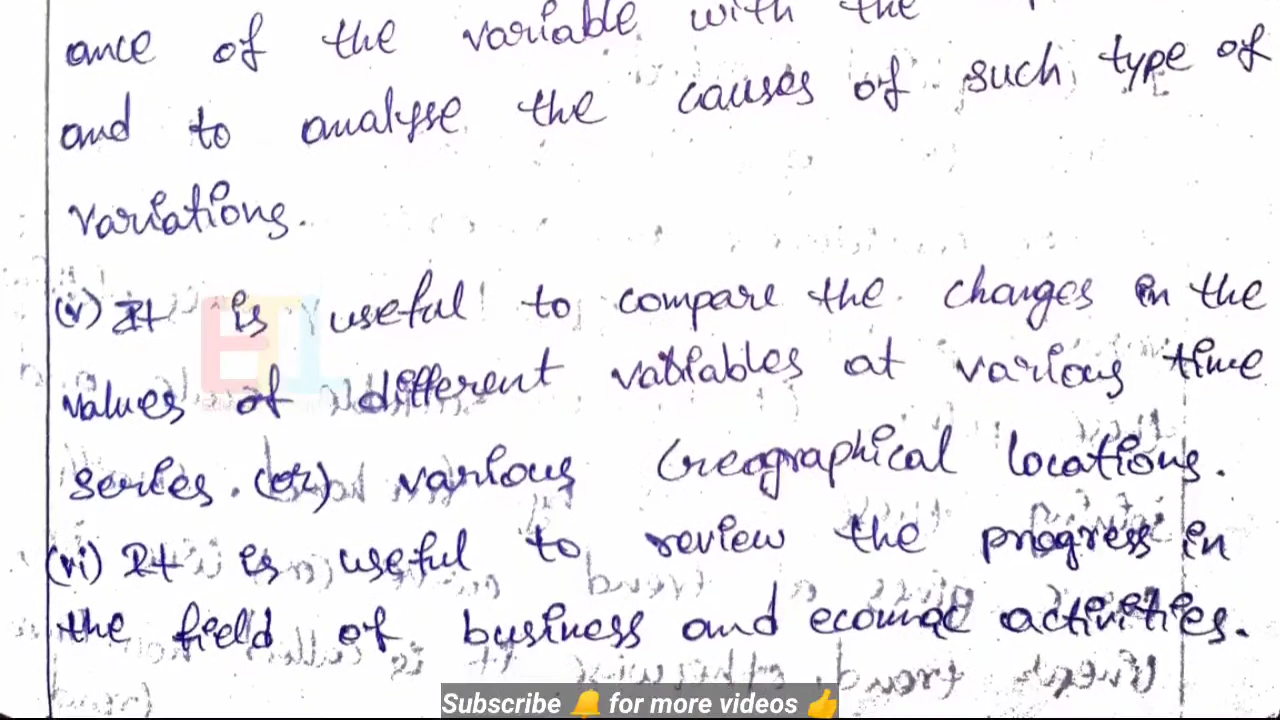 ance of the variable with the
and to analyse the causes of such type of
variations.
(v) It is useful to compare the changes in the
values of different variables at various time
series. (or) various Geographical locations.
(vi) It is useful to review the progress in
the field of business and ecomic activities.
Subscribe 🔔 for more videos 👍